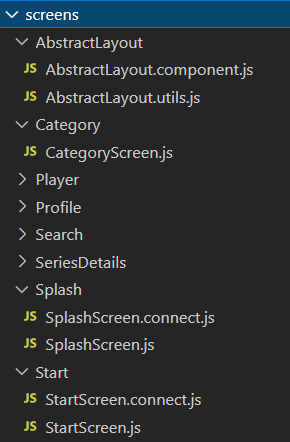 screens
AbstractLayout
JS AbstractLayout.component.js
JS AbstractLayout.utils.js
Category
JS CategoryScreen.js
Player
Profile
Search
SeriesDetails
Splash
JS SplashScreen.connect.js
JS SplashScreen.js
Start
JS StartScreen.connect.js
JS StartScreen.js